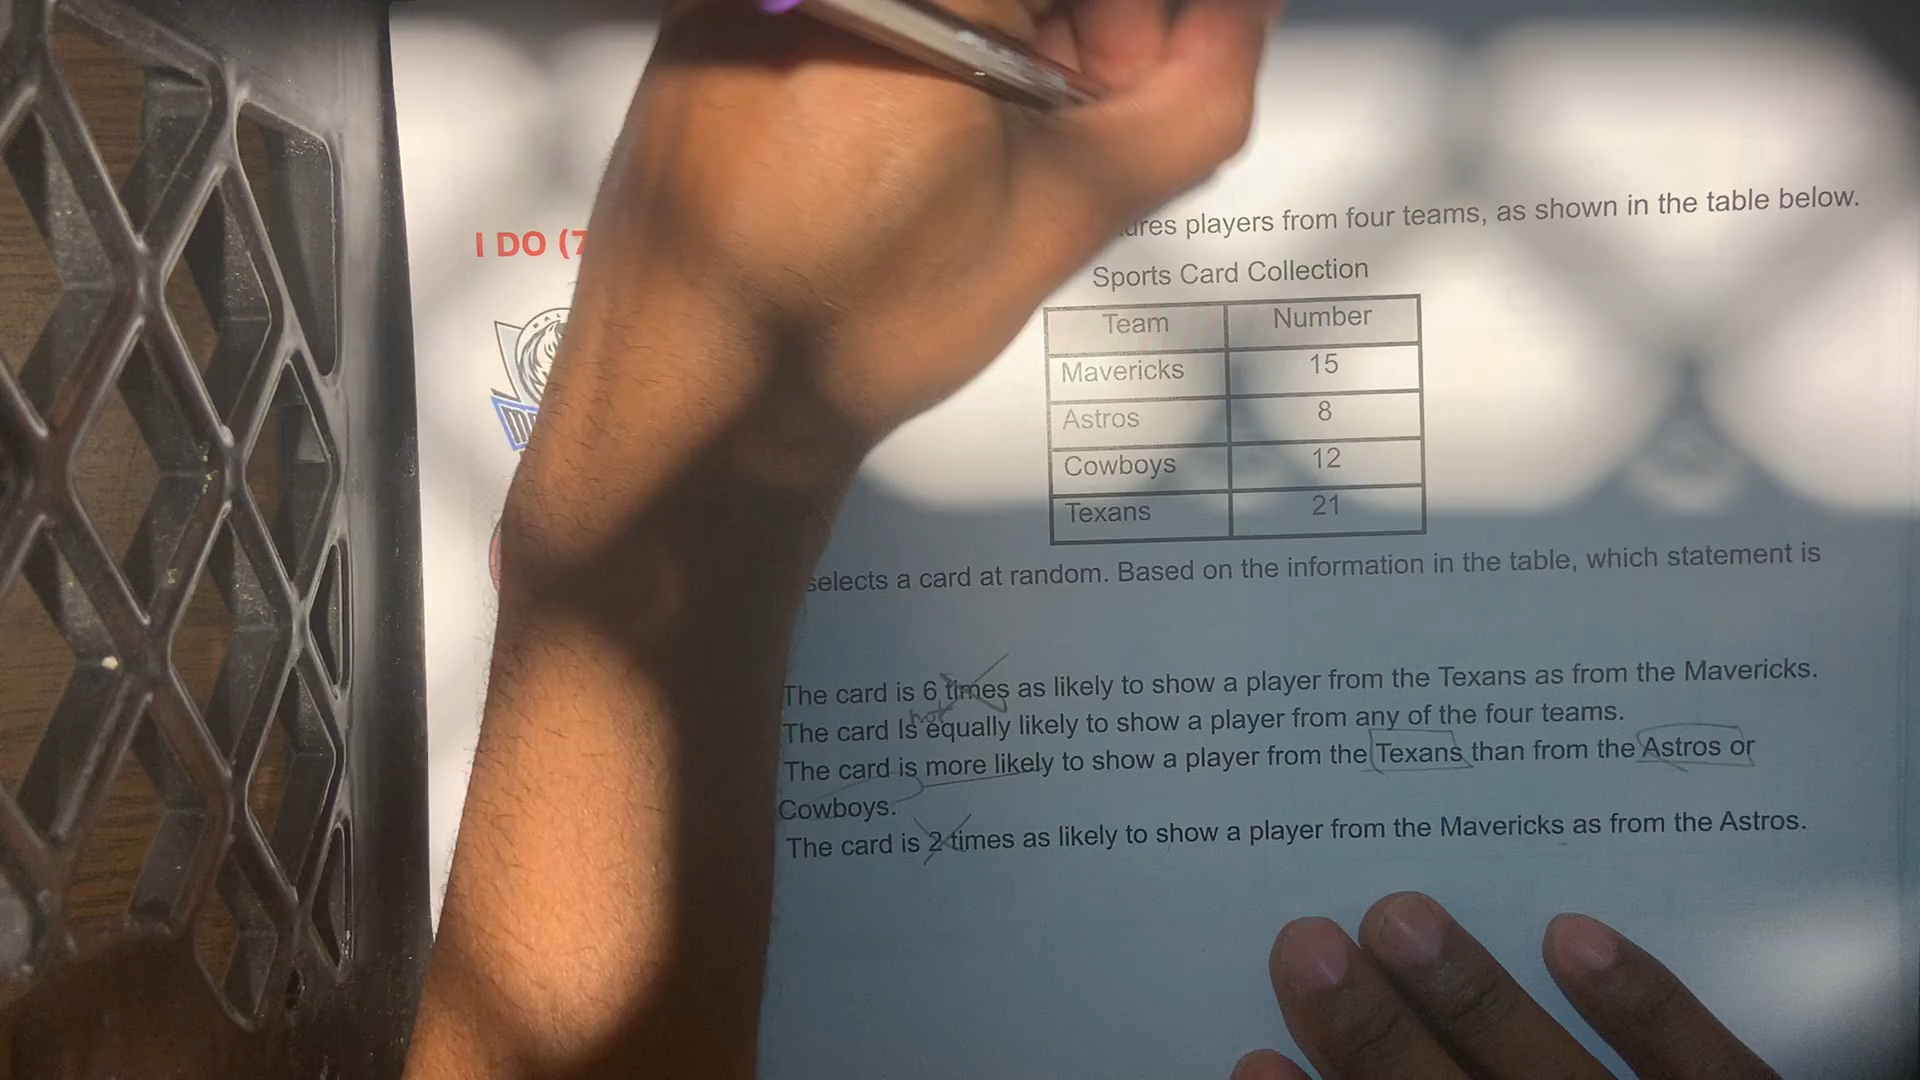 I DO (7
players from four teams, as shown in the table below.
Sports Card Collection
Team Number
Mavericks 15
Astros 8
Cowboys 12
Texans 21
selects a card at random. Based on the information in the table, which statement is
The card is 6 times as likely to show a player from the Texans as from the Mavericks.
not
The card Is equally likely to show a player from any of the four teams.
The card is more likely to show a player from the Texans than from the Astros or
Cowboys.
The card is 2 times as likely to show a player from the Mavericks as from the Astros.